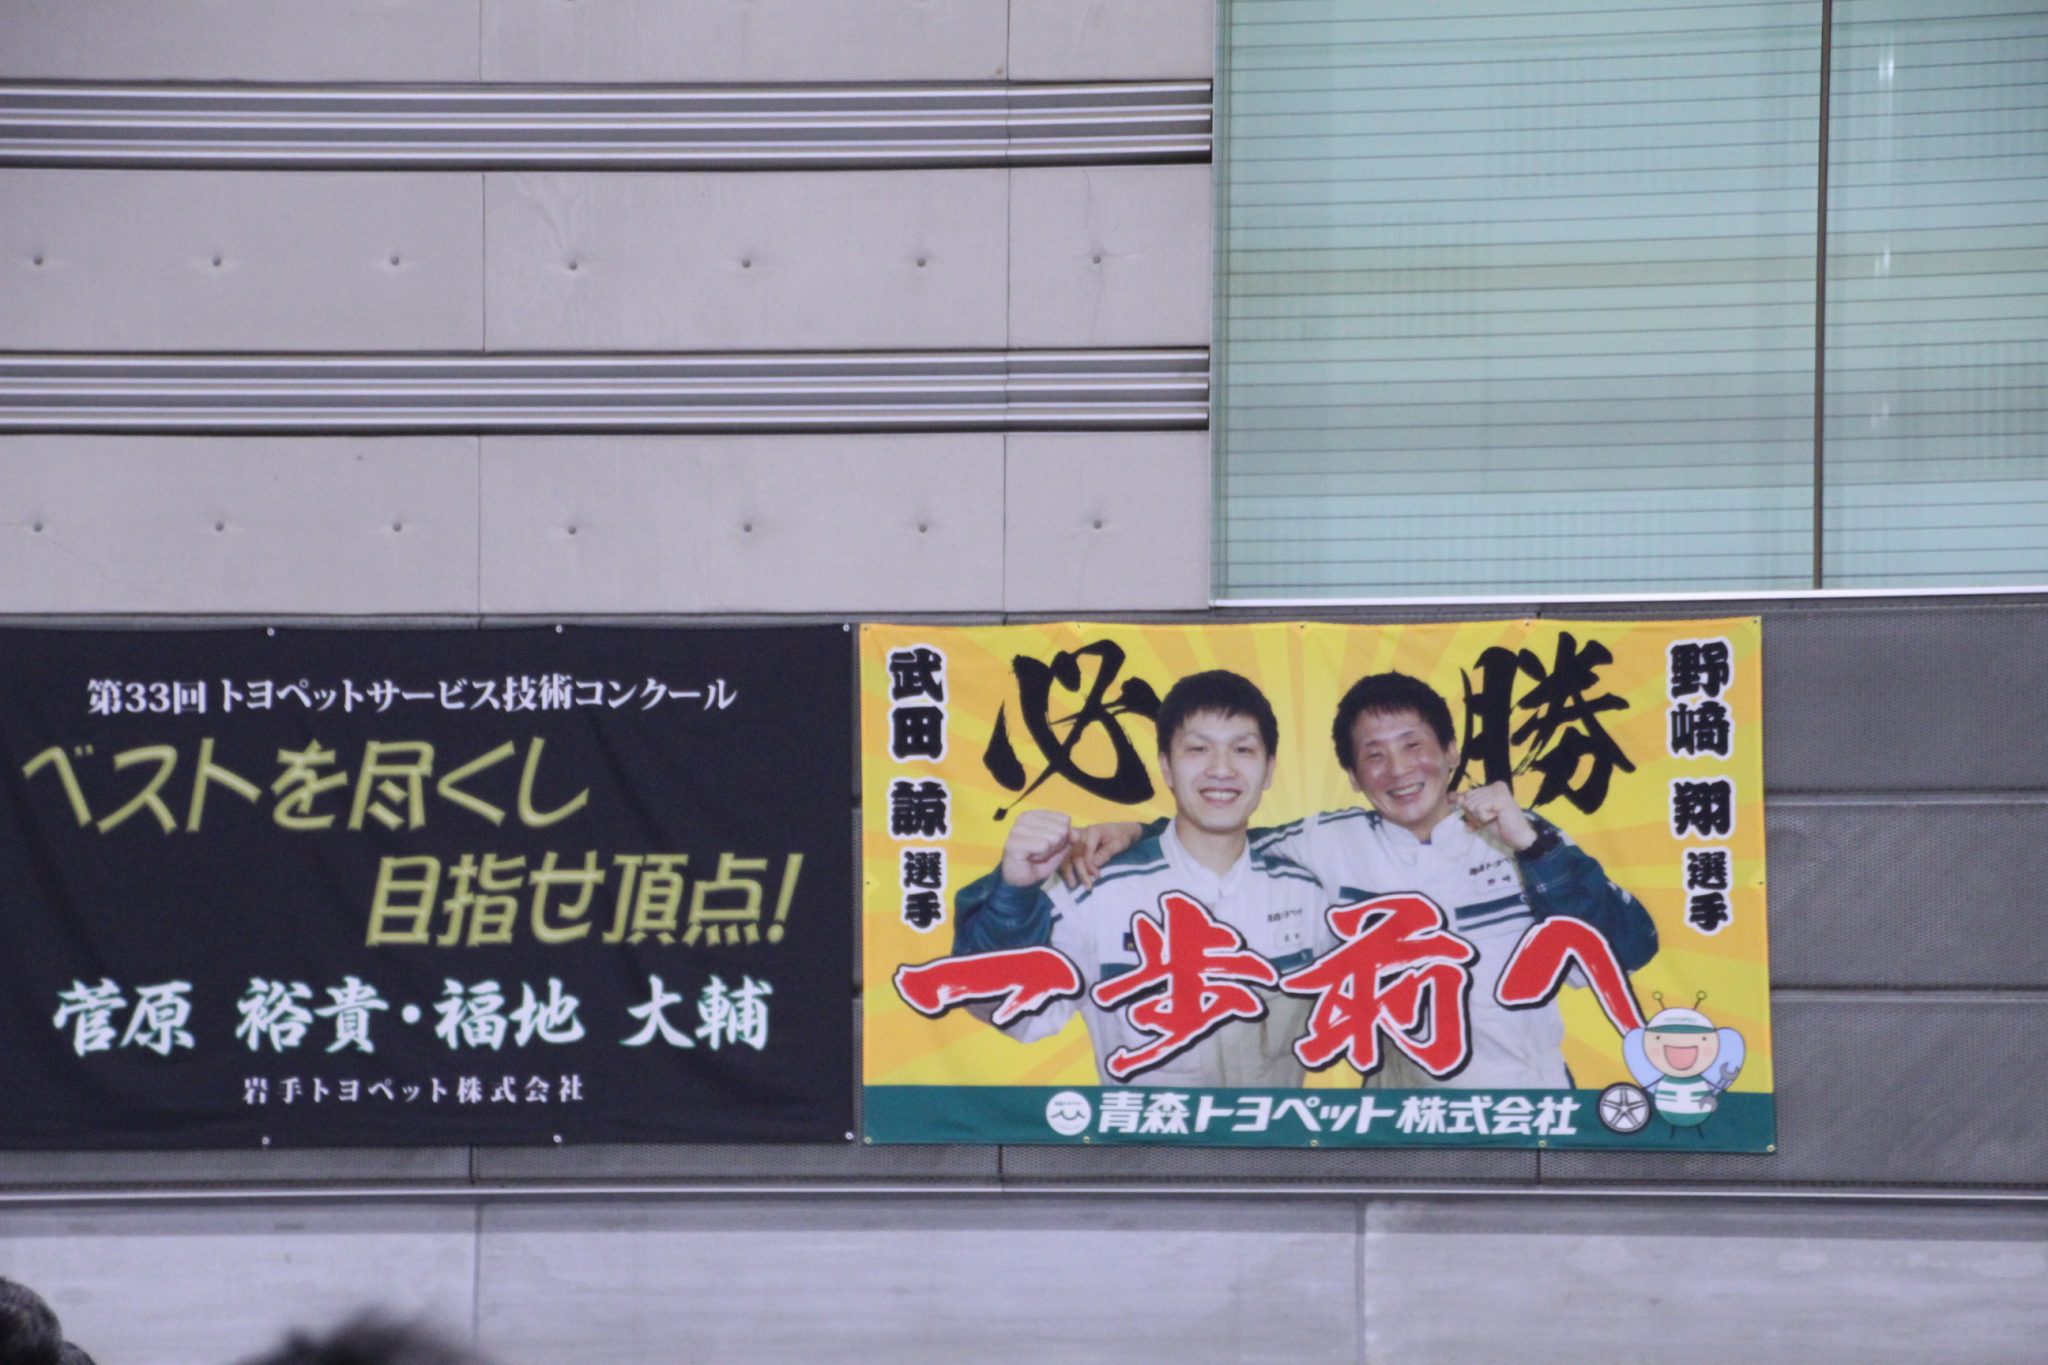 第33回 トヨペットサービス技術コンクール
ベストを尽くし
目指せ頂点!
菅原 裕貴・福地 大輔
岩手トヨペット株式会社
必勝
武田 諒 選手
野﨑 翔 選手
一歩前へ
青森トヨペット株式会社